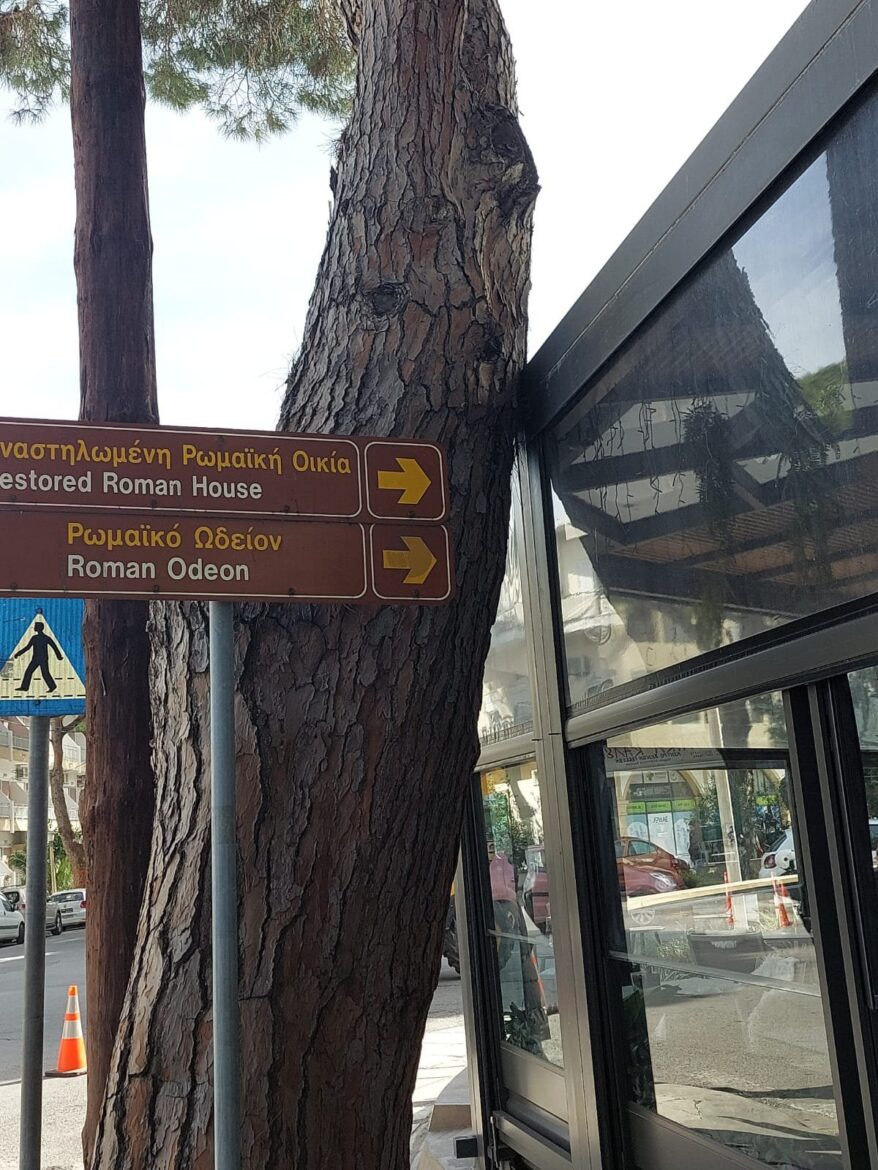 ναστηλωμένη Ρωμαϊκή Οικία
estored Roman House
Ρωμαϊκό Ωδείον
Roman Odeon